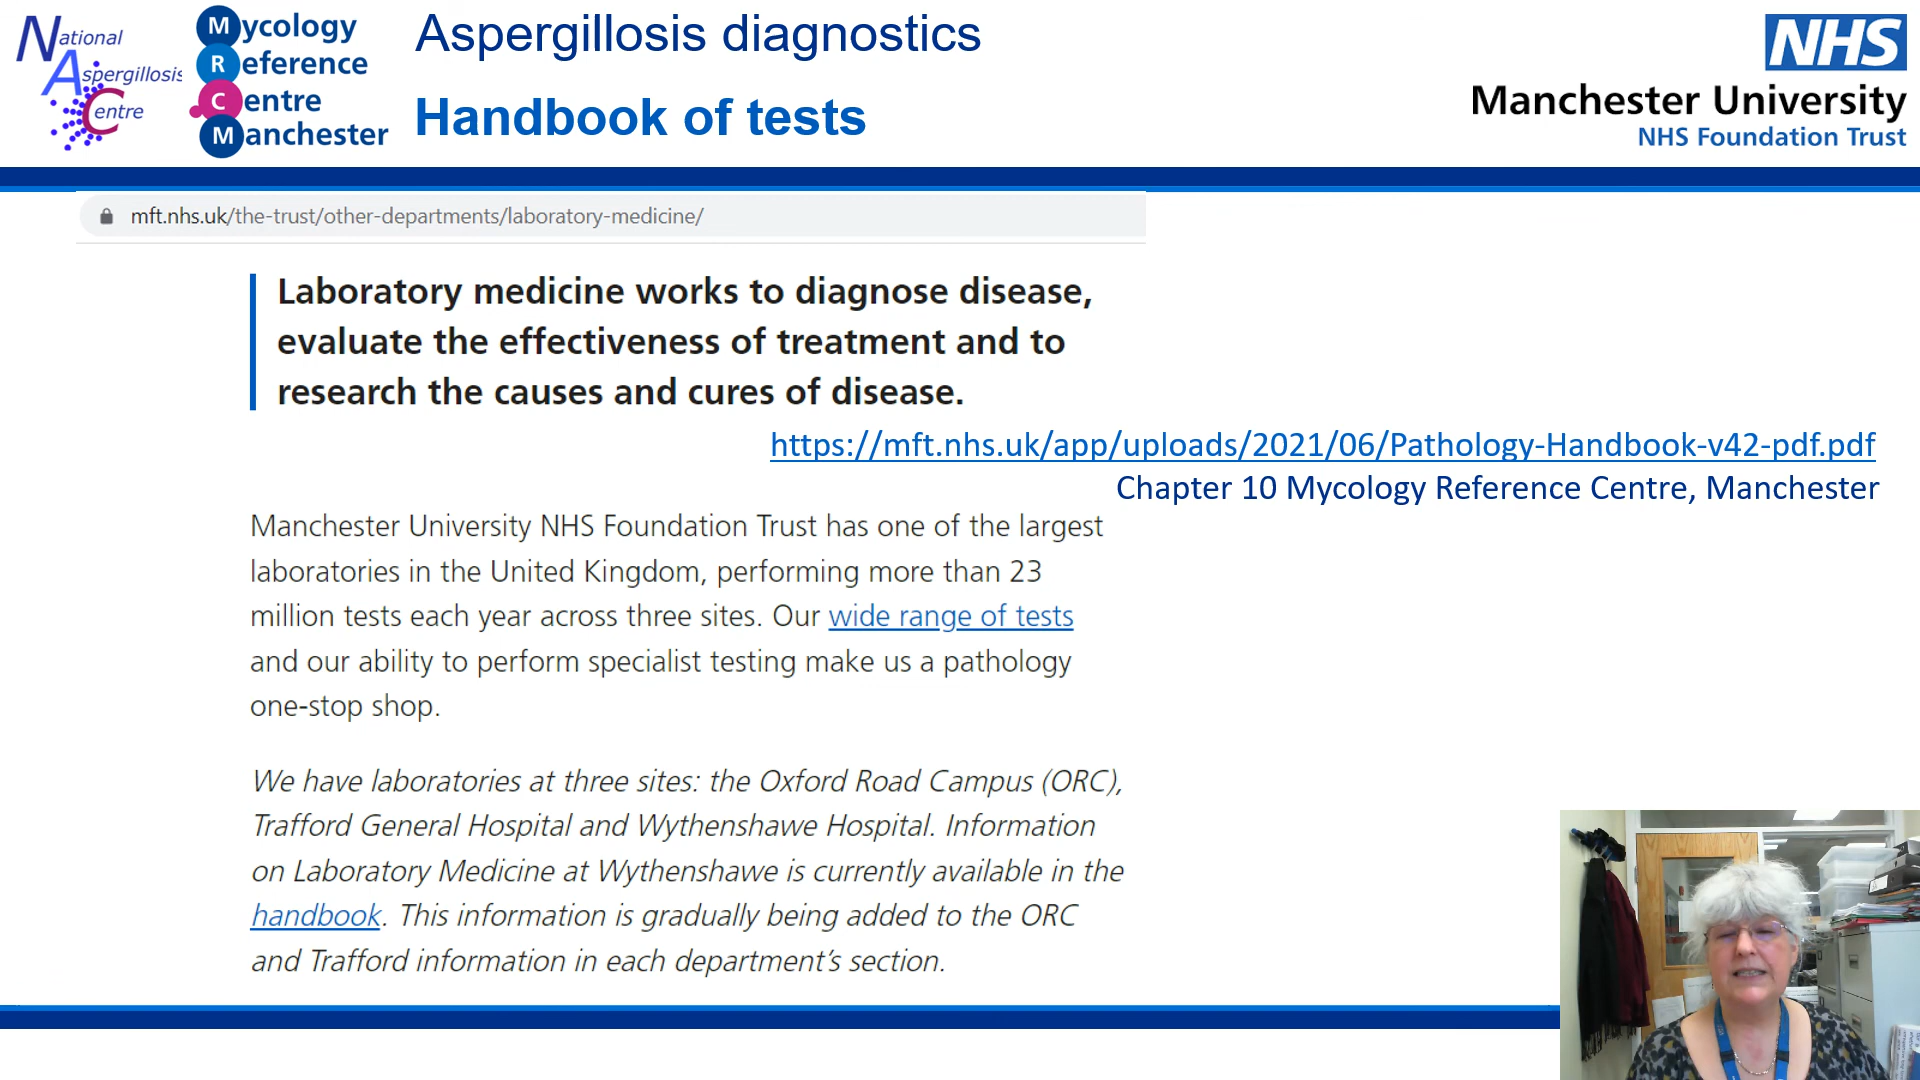 National
Aspergillosis
Centre
Mycology
Reference
Centre
Manchester
Aspergillosis diagnostics
Handbook of tests
NHS
Manchester University
NHS Foundation Trust
mft.nhs.uk/the-trust/other-departments/laboratory-medicine/
Laboratory medicine works to diagnose disease,
evaluate the effectiveness of treatment and to
research the causes and cures of disease.
https://mft.nhs.uk/app/uploads/2021/06/Pathology-Handbook-v42-pdf.pdf
Chapter 10 Mycology Reference Centre, Manchester
Manchester University NHS Foundation Trust has one of the largest
laboratories in the United Kingdom, performing more than 23
million tests each year across three sites. Our wide range of tests
and our ability to perform specialist testing make us a pathology
one-stop shop.
We have laboratories at three sites: the Oxford Road Campus (ORC),
Trafford General Hospital and Wythenshawe Hospital. Information
on Laboratory Medicine at Wythenshawe is currently available in the
handbook. This information is gradually being added to the ORC
and Trafford information in each department's section.